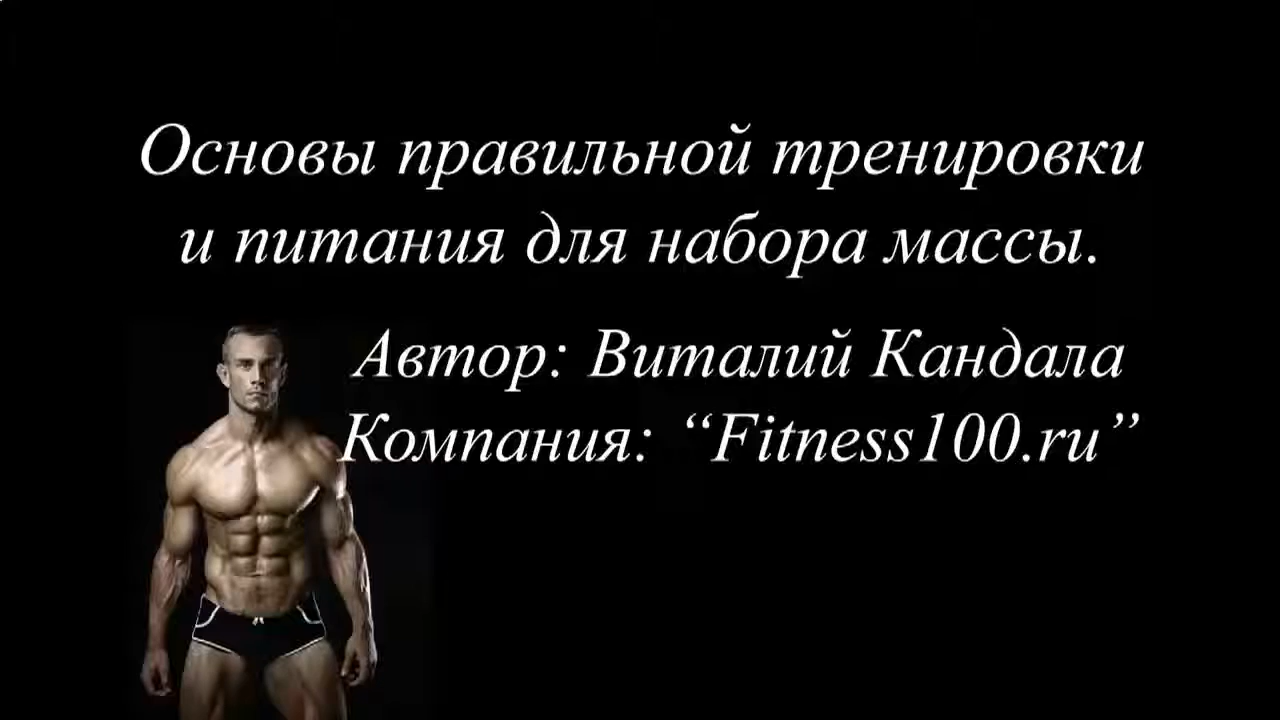 Основы правильной тренировки
и питания для набора массы.
Автор: Виталий Кандала
Компания: “Fitness100.ru”